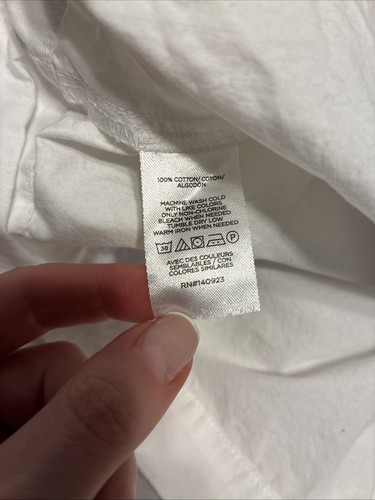 100% COTTON/ COTON/
ALGODÓN
MACHINE WASH COLD
WITH LIKE COLORS
ONLY NON-CHLORINE
BLEACH WHEN NEEDED
TUMBLE DRY LOW
WARM IRON WHEN NEEDED
30 P
AVEC DES COULEURS
SEMBLABLES / CON
COLORES SIMILARES
RN#140923